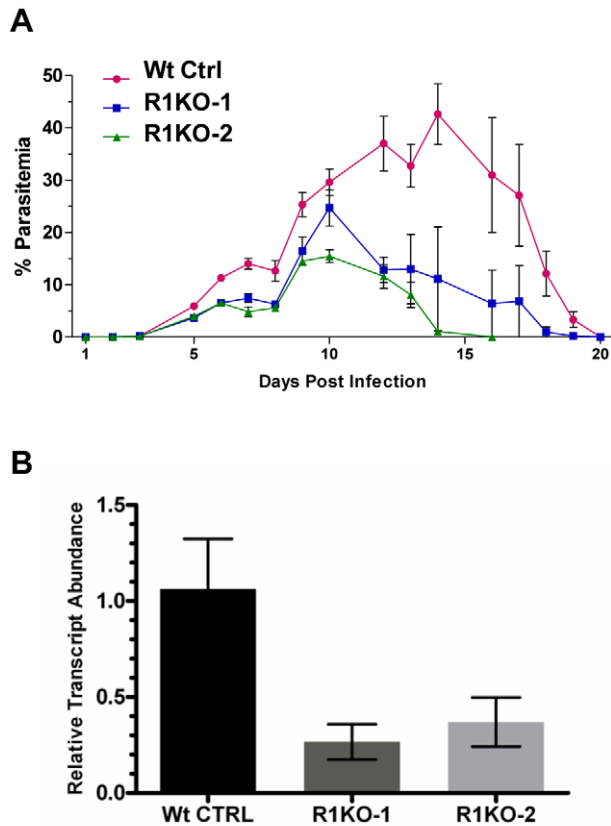 A
Wt Ctrl
R1KO-1
R1KO-2
50
40
30
20
10
0
% Parasitemia
1
5
10
15
20
Days Post Infection
B
1.5
1.0
0.5
0.0
Relative Transcript Abundance
Wt CTRL
R1KO-1
R1KO-2